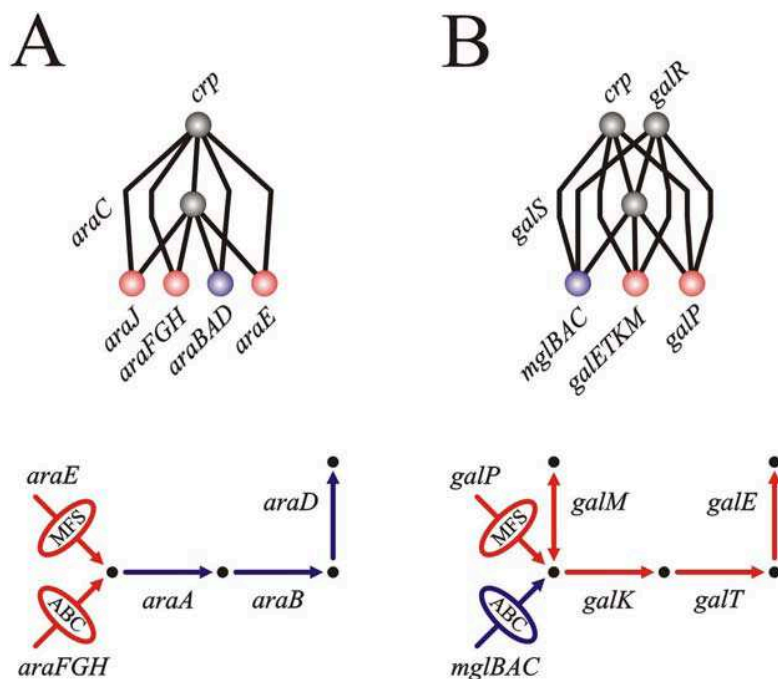 A
crp
araC
araJ
araFGH
araBAD
araE
araE
MFS
ABC
araFGH
araA
araB
araD
B
crp
galR
galS
mglBAC
galETKM
galP
galP
MFS
ABC
mglBAC
galM
galK
galT
galE